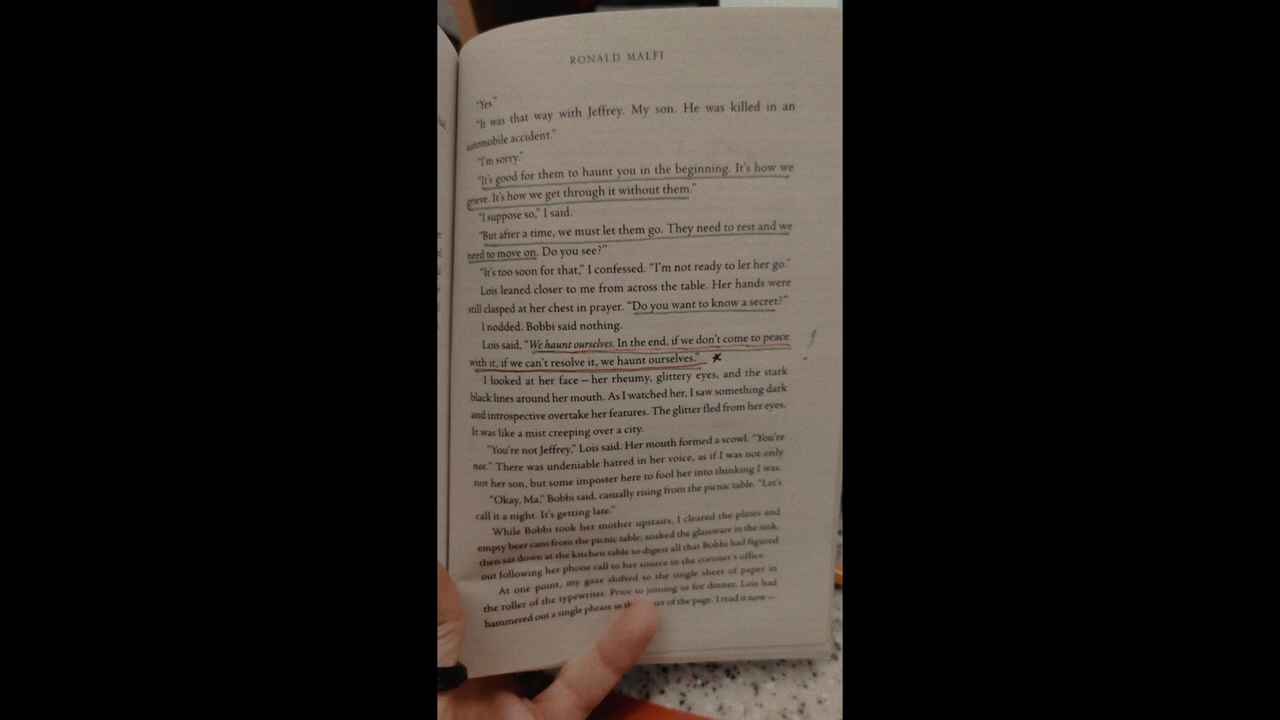 RONALD MALFI
"Yes."
"It was that way with Jeffrey. My son. He was killed in an
automobile accident."
"I'm sorry."
"It's good for them to haunt you in the beginning. It's how we
grieve. It's how we get through it without them."
"I suppose so," I said.
"But after a time, we must let them go. They need to rest and we
need to move on. Do you see?"
"It's too soon for that," I confessed. "I'm not ready to let her go."
Lois leaned closer to me from across the table. Her hands were
still clasped at her chest in prayer. "Do you want to know a secret?"
I nodded. Bobbi said nothing.
Lois said, "We haunt ourselves. In the end, if we don't come to peace
with it, if we can't resolve it, we haunt ourselves."
I looked at her face – her rheumy, glittery eyes, and the stark
black lines around her mouth. As I watched her, I saw something dark
and introspective overtake her features. The glitter fled from her eyes.
It was like a mist creeping over a city.
"You're not Jeffrey," Lois said. Her mouth formed a scowl. "You're
not." There was undeniable hatred in her voice, as if I was not only
not her son, but some imposter here to fool her into thinking I was.
"Okay, Ma," Bobbi said, casually rising from the picnic table. "Let's
call it a night. It's getting late."
While Bobbi took her mother upstairs, I cleared the plates and
empty beer cans from the picnic table, soaked the glassware in the sink,
then sat down at the kitchen table to digest all that Bobbi had figured
out following her phone call to her source in the coroner's office.
At one point, my gaze shifted to the single sheet of paper in
the roller of the typewriter. Prior to joining us for dinner, Lois had
hammered out a single phrase in the of the page. I read it now –